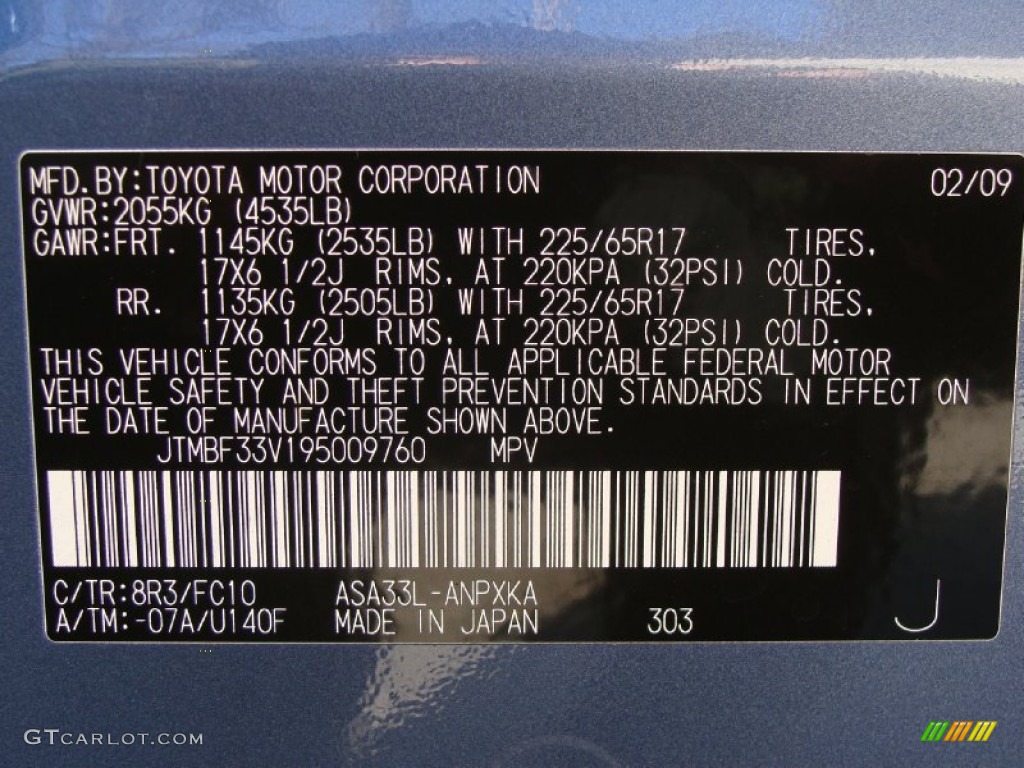 MFD.BY:TOYOTA MOTOR CORPORATION 02/09
GVWR:2055KG (4535LB)
GAWR:FRT. 1145KG (2535LB) WITH 225/65R17 TIRES,
17X6 1/2J RIMS, AT 220KPA (32PSI) COLD.
RR. 1135KG (2505LB) WITH 225/65R17 TIRES,
17X6 1/2J RIMS, AT 220KPA (32PSI) COLD.
THIS VEHICLE CONFORMS TO ALL APPLICABLE FEDERAL MOTOR
VEHICLE SAFETY AND THEFT PREVENTION STANDARDS IN EFFECT ON
THE DATE OF MANUFACTURE SHOWN ABOVE.
JTMBF33V195009760 MPV
C/TR:8R3/FC10 ASA33L-ANPXKA
A/TM:-07A/U140F MADE IN JAPAN 303 J
GTCARLOT.COM